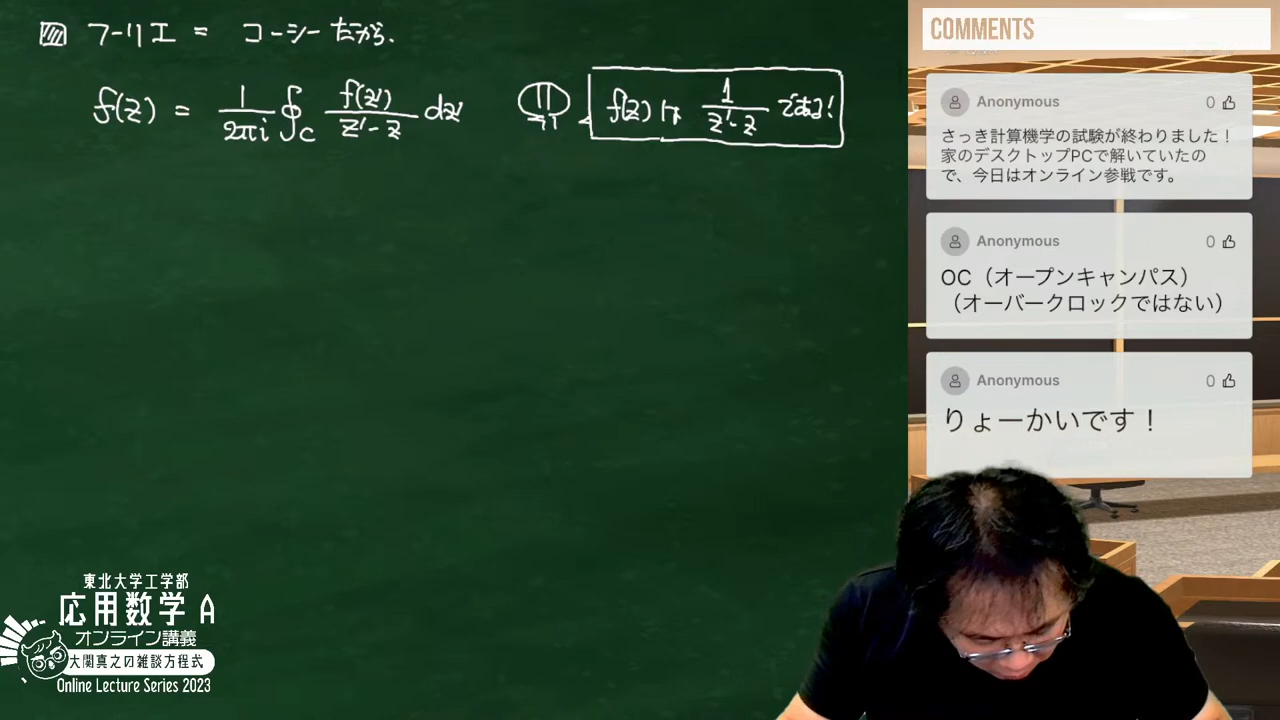 フーリエ = コーシーだから.
f(z) = 1/2πi ∮_C f(z')/z'-z dz'
f(z)は 1/z'-z である!
COMMENTS
Anonymous 0
さっき計算機学の試験が終わりました!
家のデスクトップPCで解いていたの
で、今日はオンライン参戦です。
Anonymous 0
OC(オープンキャンパス)
(オーバークロックではない)
Anonymous 0
りょーかいです!
東北大学工学部
応用数学 A
オンライン講義
大関真之の雑談方程式
Online Lecture Series 2023